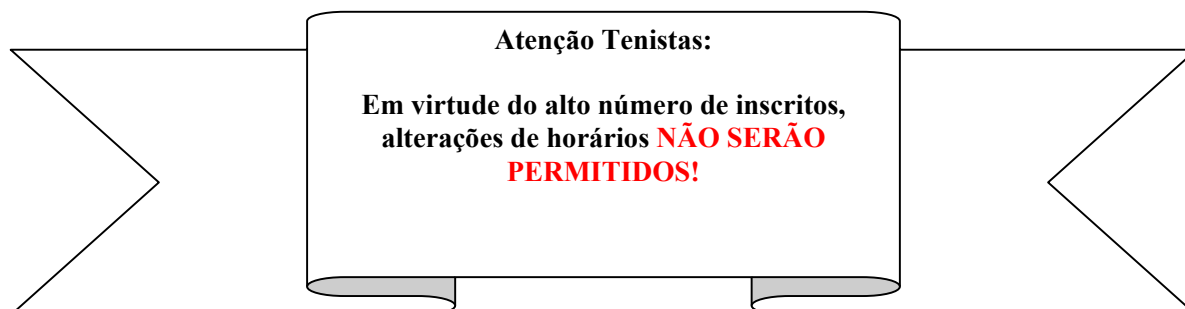 Atenção Tenistas:
Em virtude do alto número de inscritos,
alterações de horários NÃO SERÃO
PERMITIDOS!